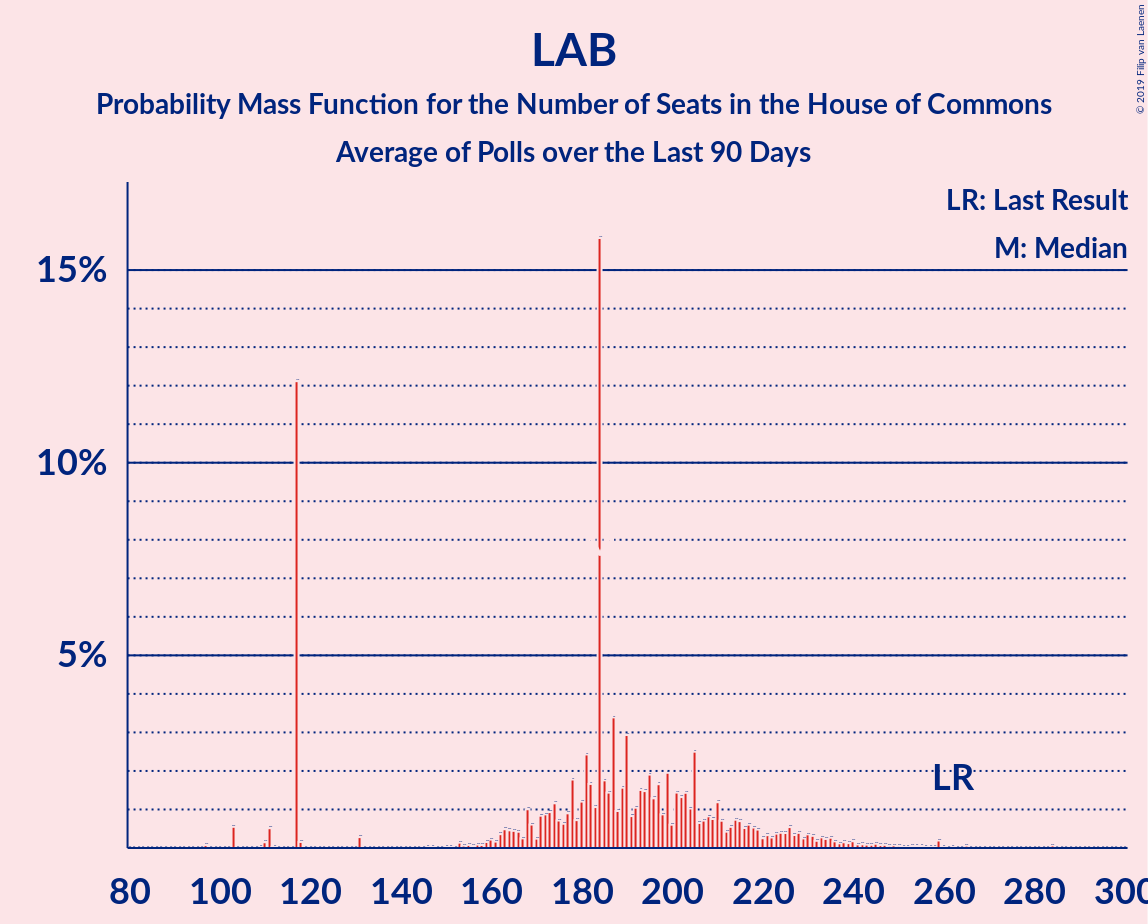 LAB
Probability Mass Function for the Number of Seats in the House of Commons
Average of Polls over the Last 90 Days
© 2019 Filip van Laenen
LR: Last Result
M: Median
15%
10%
5%
LR
80 100 120 140 160 180 200 220 240 260 280 300